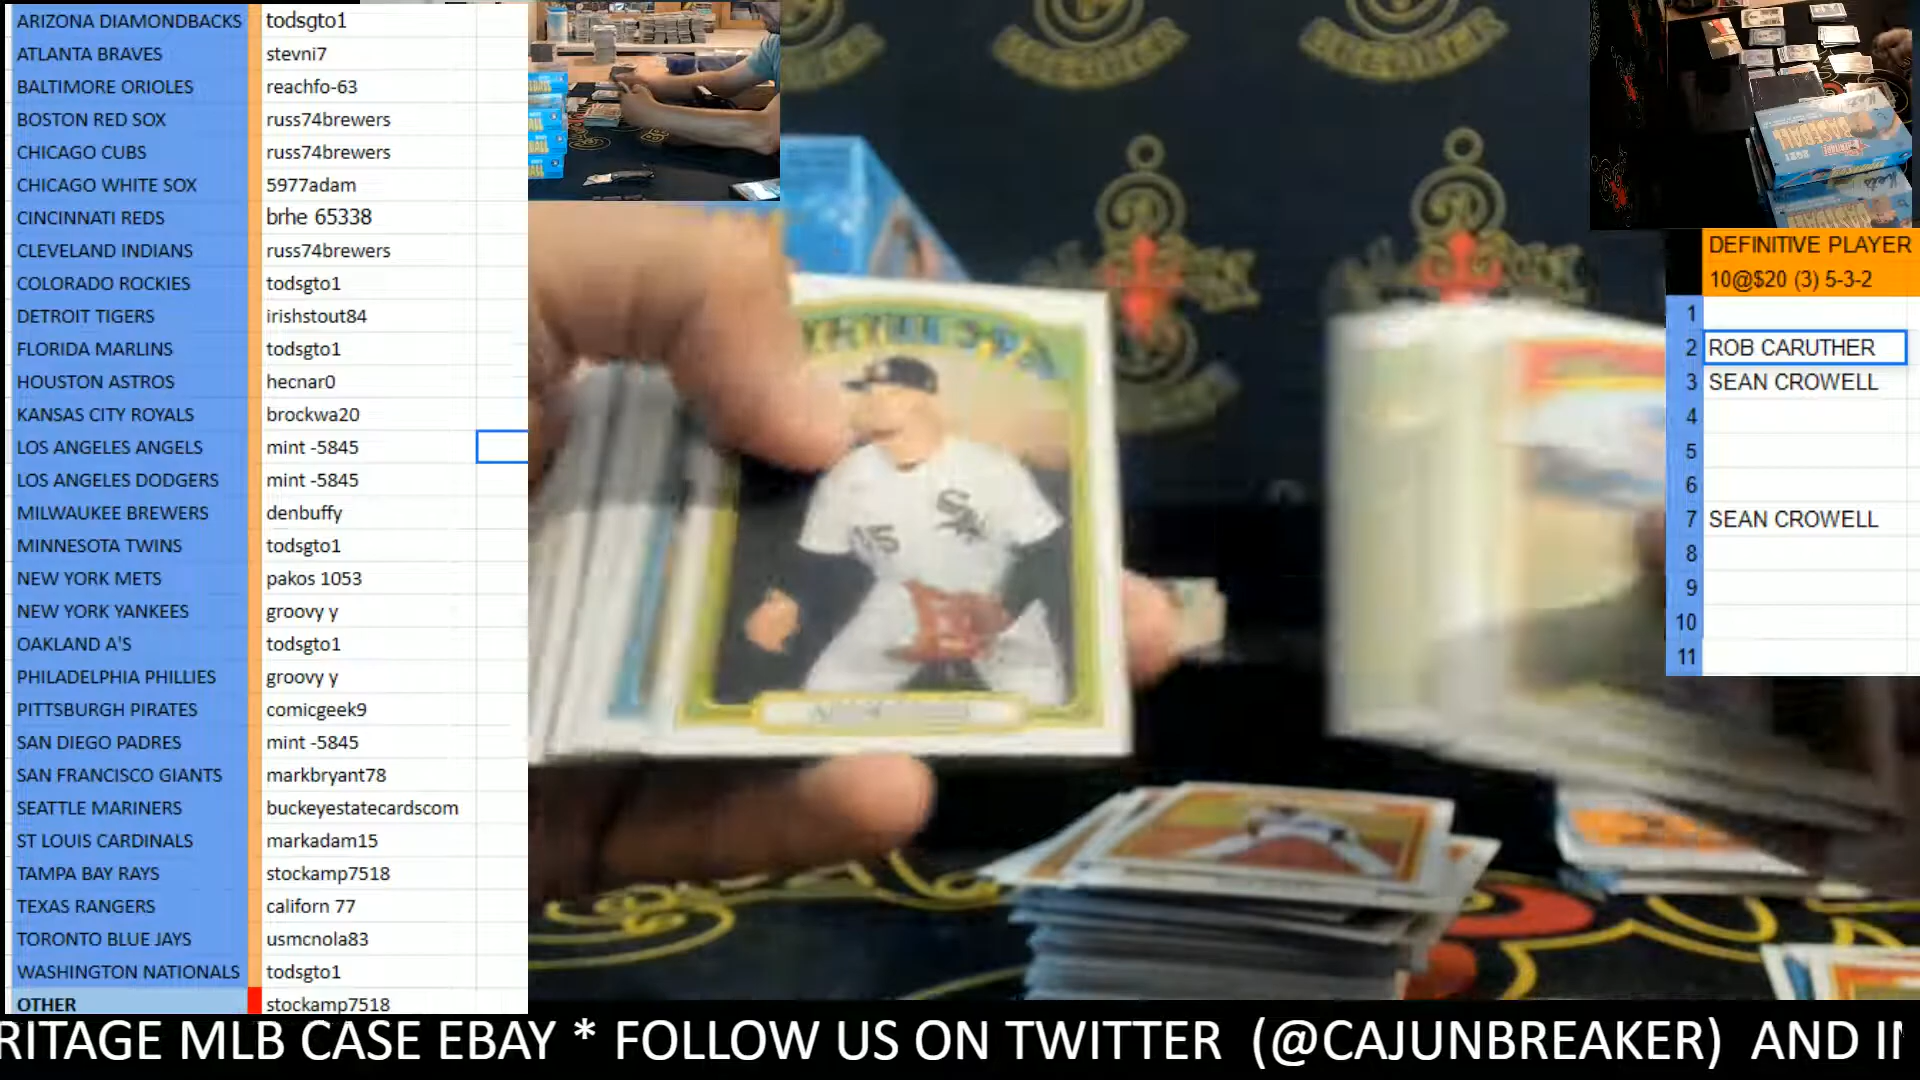 ARIZONA DIAMONDBACKS todsgto1
ATLANTA BRAVES stevni7
BALTIMORE ORIOLES reachfo-63
BOSTON RED SOX russ74brewers
CHICAGO CUBS russ74brewers
CHICAGO WHITE SOX 5977adam
CINCINNATI REDS brhe 65338
CLEVELAND INDIANS russ74brewers
COLORADO ROCKIES todsgto1
DETROIT TIGERS irishstout84
FLORIDA MARLINS todsgto1
HOUSTON ASTROS hecnar0
KANSAS CITY ROYALS brockwa20
LOS ANGELES ANGELS mint -5845
LOS ANGELES DODGERS mint -5845
MILWAUKEE BREWERS denbuffy
MINNESOTA TWINS todsgto1
NEW YORK METS pakos 1053
NEW YORK YANKEES groovy y
OAKLAND A'S todsgto1
PHILADELPHIA PHILLIES groovy y
PITTSBURGH PIRATES comicgeek9
SAN DIEGO PADRES mint -5845
SAN FRANCISCO GIANTS markbryant78
SEATTLE MARINERS buckeyestatecardscom
ST LOUIS CARDINALS markadam15
TAMPA BAY RAYS stockamp7518
TEXAS RANGERS californ 77
TORONTO BLUE JAYS usmcnola83
WASHINGTON NATIONALS todsgto1
OTHER stockamp7518
BASEBALL
DEFINITIVE PLAYER
10@$20 (3) 5-3-2
1
2 ROB CARUTHER
3 SEAN CROWELL
4
5
6
7 SEAN CROWELL
8
9
10
11
RITAGE MLB CASE EBAY * FOLLOW US ON TWITTER (@CAJUNBREAKER) AND